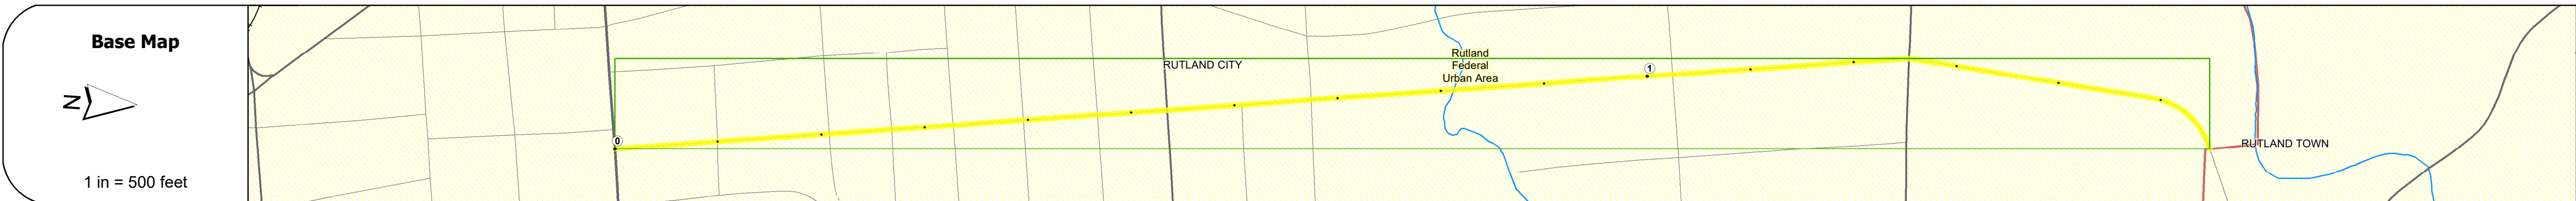 Base Map
N
1 in = 500 feet
0
RUTLAND CITY
Rutland
Federal
Urban Area
1
RUTLAND TOWN